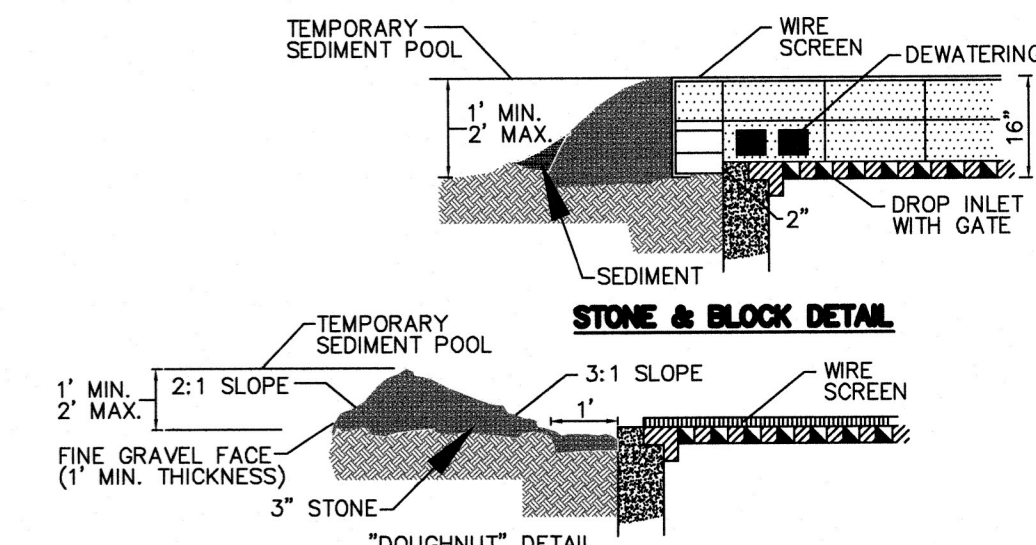 TEMPORARY
SEDIMENT POOL
WIRE
SCREEN
DEWATERING
1' MIN.
2' MAX.
16"
2"
DROP INLET
WITH GATE
SEDIMENT
STONE & BLOCK DETAIL
TEMPORARY
SEDIMENT POOL
1' MIN.
2' MAX.
2:1 SLOPE
3:1 SLOPE
1'
WIRE
SCREEN
FINE GRAVEL FACE
(1' MIN. THICKNESS)
3" STONE
"DOUGHNUT" DETAIL